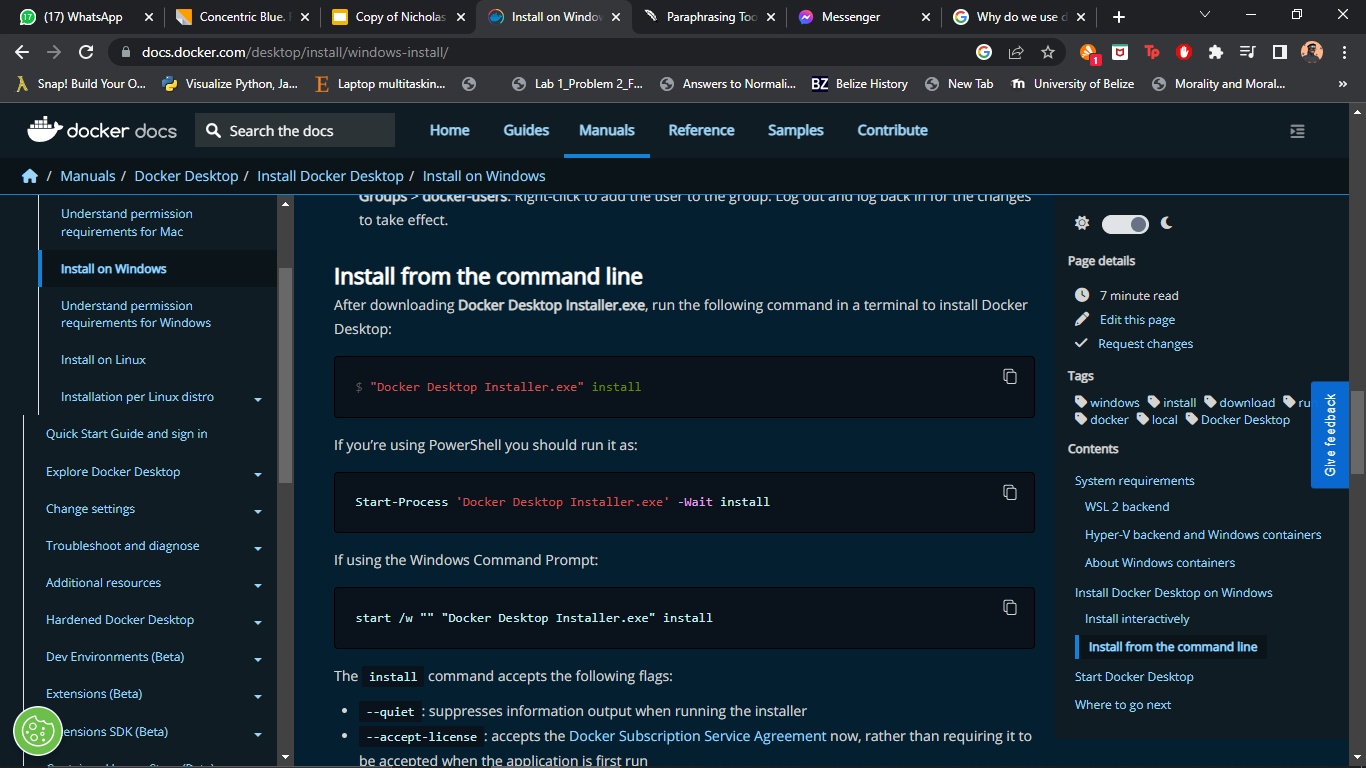 (17) WhatsApp
Concentric Blue.
Copy of Nicholas
Install on Window
Paraphrasing Too
Messenger
Why do we use d
docs.docker.com/desktop/install/windows-install/
1
Snap! Build Your O...
Visualize Python, Ja...
Laptop multitaskin...
Lab 1_Problem 2_F...
Answers to Normali...
BZ Belize History
New Tab
University of Belize
Morality and Moral...
»
docker docs
Search the docs
Home
Guides
Manuals
Reference
Samples
Contribute
/ Manuals / Docker Desktop / Install Docker Desktop / Install on Windows
Understand permission
requirements for Mac
Install on Windows
Understand permission
requirements for Windows
Install on Linux
Installation per Linux distro
Quick Start Guide and sign in
Explore Docker Desktop
Change settings
Troubleshoot and diagnose
Additional resources
Hardened Docker Desktop
Dev Environments (Beta)
Extensions (Beta)
ensions SDK (Beta)
Groups > docker-users. Right-click to add the user to the group. Log out and log back in for the changes
to take effect.
Install from the command line
After downloading Docker Desktop Installer.exe, run the following command in a terminal to install Docker
Desktop:
$ "Docker Desktop Installer.exe" install
If you’re using PowerShell you should run it as:
Start-Process 'Docker Desktop Installer.exe' -Wait install
If using the Windows Command Prompt:
start /w "" "Docker Desktop Installer.exe" install
The install command accepts the following flags:
• --quiet : suppresses information output when running the installer
• --accept-license : accepts the Docker Subscription Service Agreement now, rather than requiring it to
be accepted when the application is first run
Page details
7 minute read
Edit this page
Request changes
Tags
windows install download ru
docker local Docker Desktop
Contents
System requirements
WSL 2 backend
Hyper-V backend and Windows containers
About Windows containers
Install Docker Desktop on Windows
Install interactively
Install from the command line
Start Docker Desktop
Where to go next
Give feedback